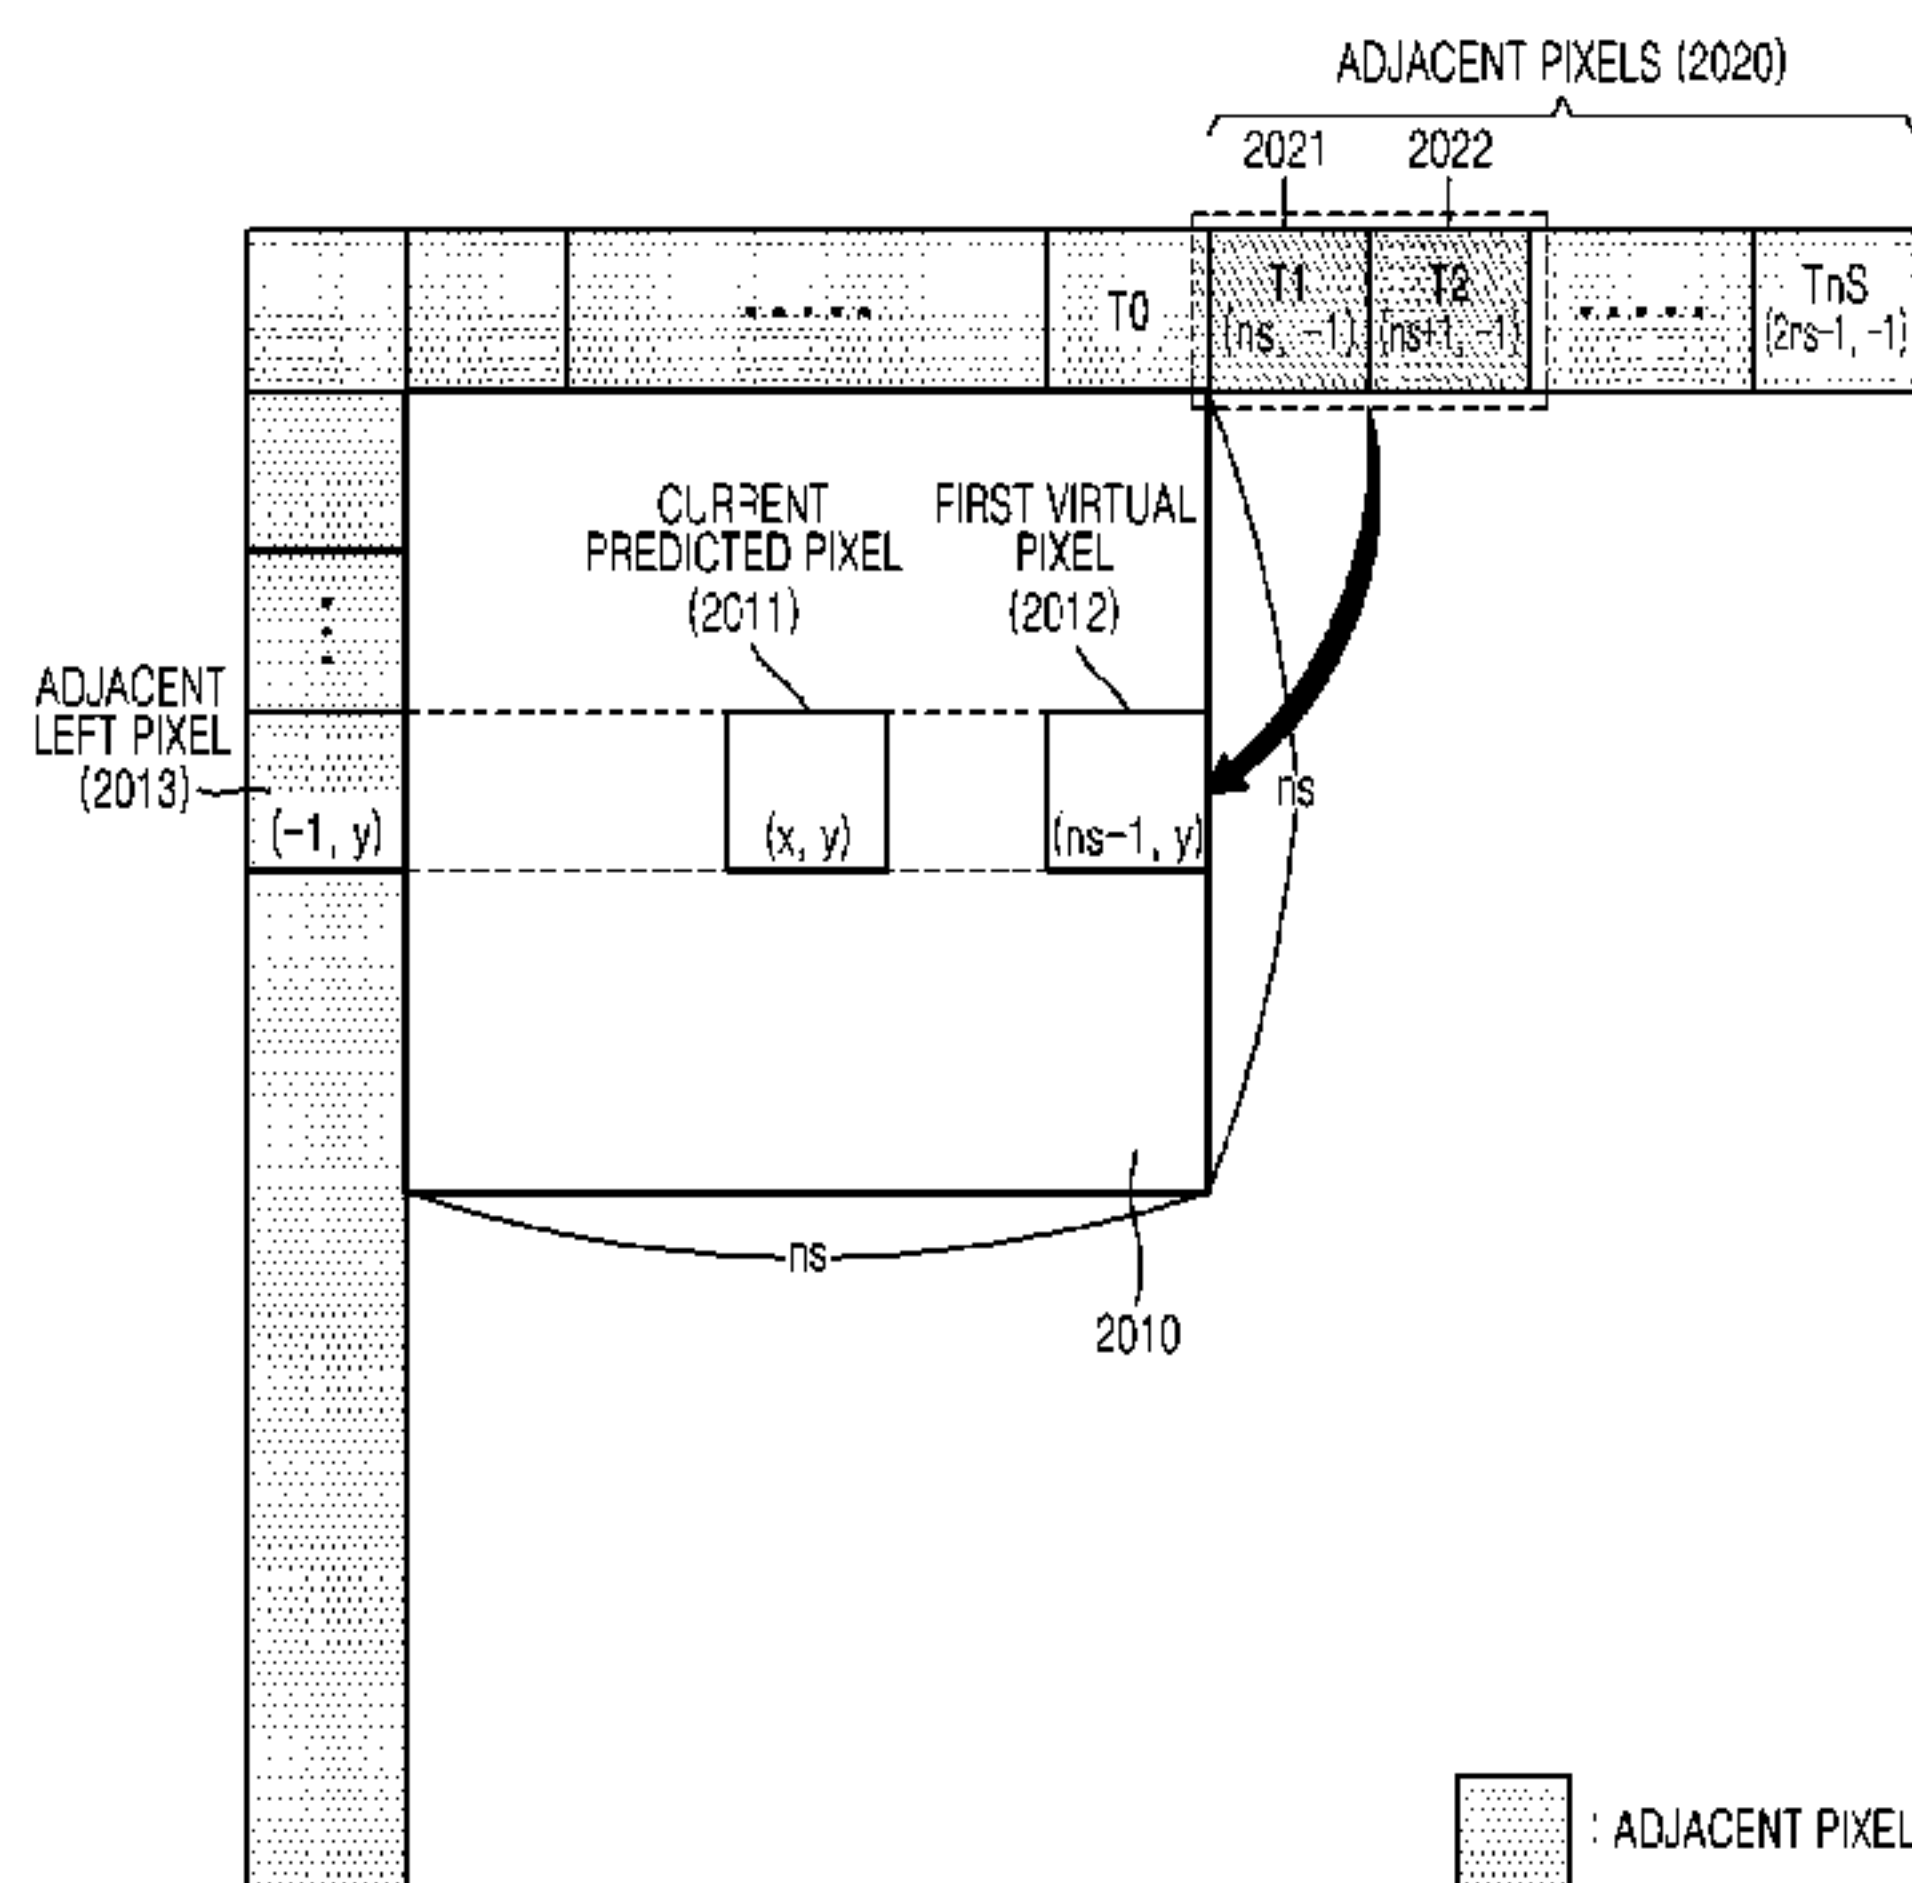 ADJACENT PIXELS (2020)
2021 2022
T0
T1
(ns, -1)
T2
(ns+1, -1)
TnS
(2ns-1, -1)
CURRENT
PREDICTED PIXEL
(2011)
FIRST VIRTUAL
PIXEL
(2012)
ADJACENT
LEFT PIXEL
(2013)
(-1, y)
(x, y)
(ns-1, y)
ns
ns
2010
: ADJACENT PIXEL